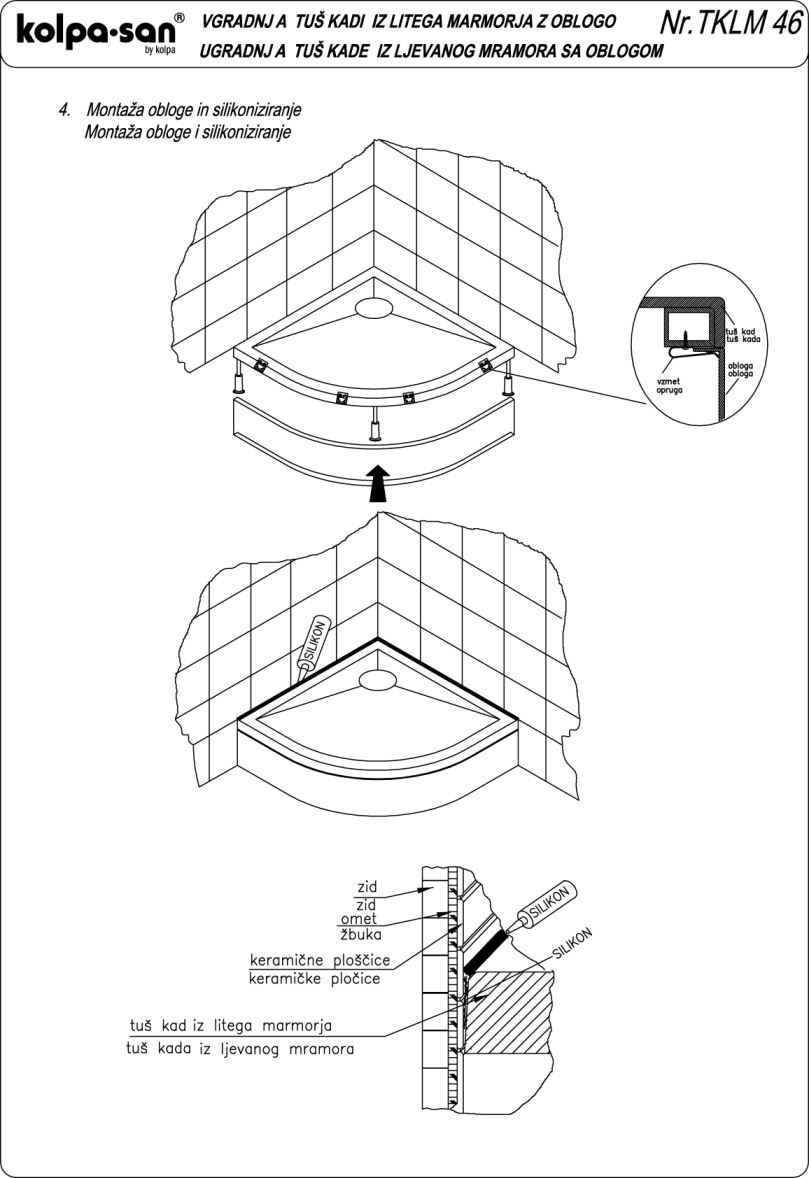 kolpa-san®
by kolpa
VGRADNJ A TUŠ KADI IZ LITEGA MARMORJA Z OBLOGO
UGRADNJ A TUŠ KADE IZ LJEVANOG MRAMORA SA OBLOGOM
Nr.TKLM 46
4. Montaža obloge in silikoniziranje
Montaža obloge i silikoniziranje
tuš kad
tuš kada
obloga
obloga
vzmet
opruga
SILIKON
zid
zid
omet
žbuka
SILIKON
SILIKON
keramične ploščice
keramičke pločice
tuš kad iz litega marmorja
tuš kada iz ljevanog mramora